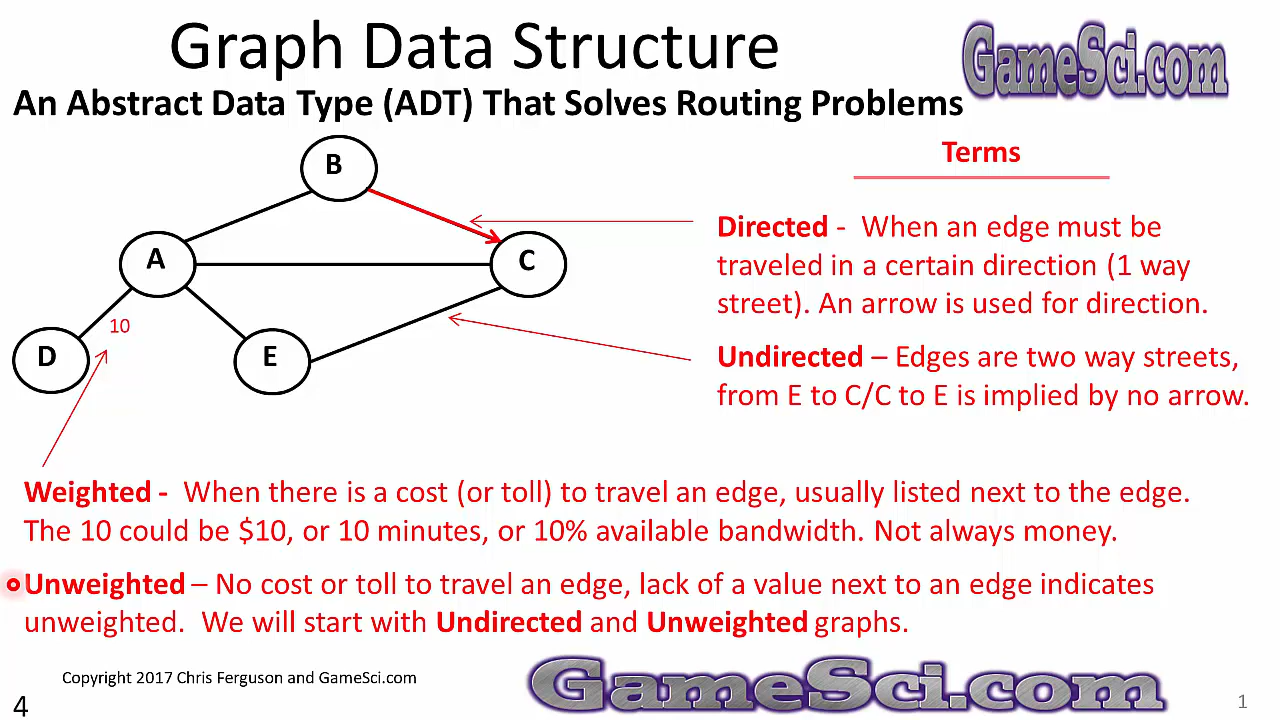 Graph Data Structure
GameSci.com
An Abstract Data Type (ADT) That Solves Routing Problems
Terms
B
A
C
D
E
10
Directed - When an edge must be
traveled in a certain direction (1 way
street). An arrow is used for direction.
Undirected – Edges are two way streets,
from E to C/C to E is implied by no arrow.
Weighted - When there is a cost (or toll) to travel an edge, usually listed next to the edge.
The 10 could be $10, or 10 minutes, or 10% available bandwidth. Not always money.
Unweighted – No cost or toll to travel an edge, lack of a value next to an edge indicates
unweighted. We will start with Undirected and Unweighted graphs.
Copyright 2017 Chris Ferguson and GameSci.com
GameSci.com
4
1